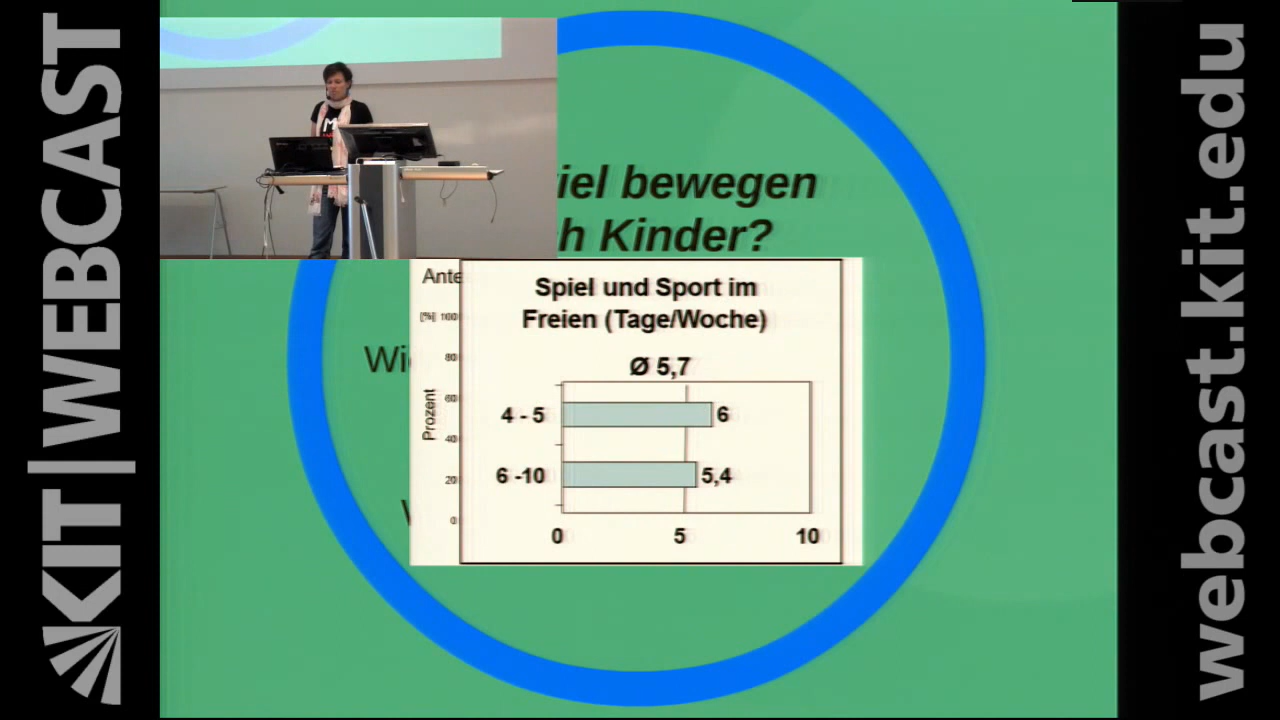 KIT | WEBCAST
iel bewegen
h Kinder?
Ante
Spiel und Sport im
Freien (Tage/Woche)
[%]
100
80
60
40
20
0
Prozent
Ø 5,7
4 - 5
6
6 -10
5,4
0
5
10
webcast.kit.edu